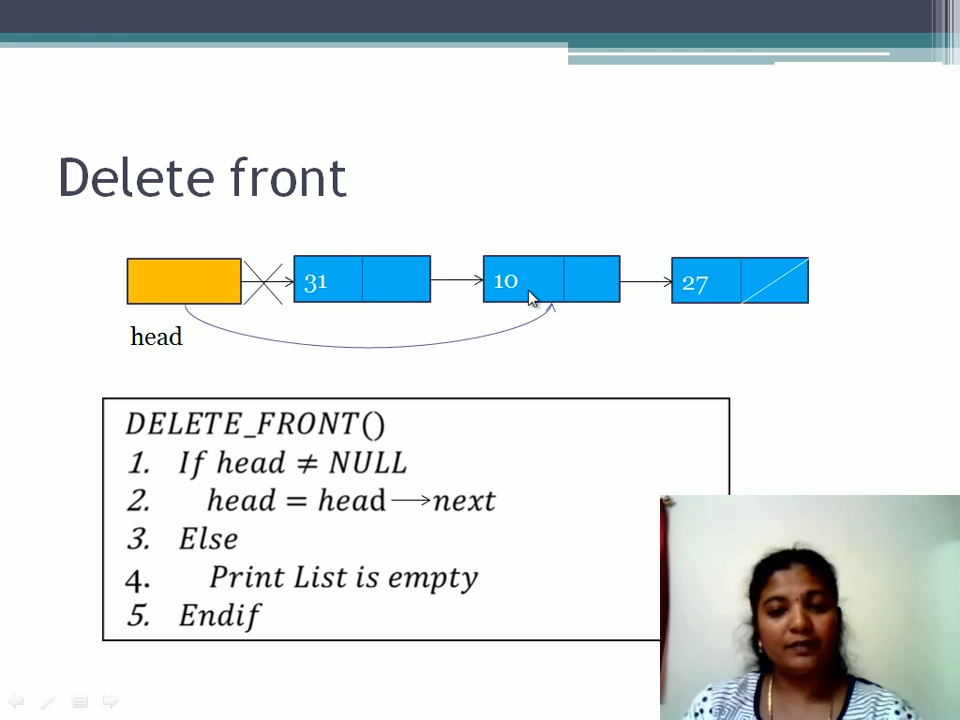 Delete front
31 10 27
head
DELETE_FRONT()
1. If head ≠ NULL
2. head = head⟶next
3. Else
4. Print List is empty
5. Endif